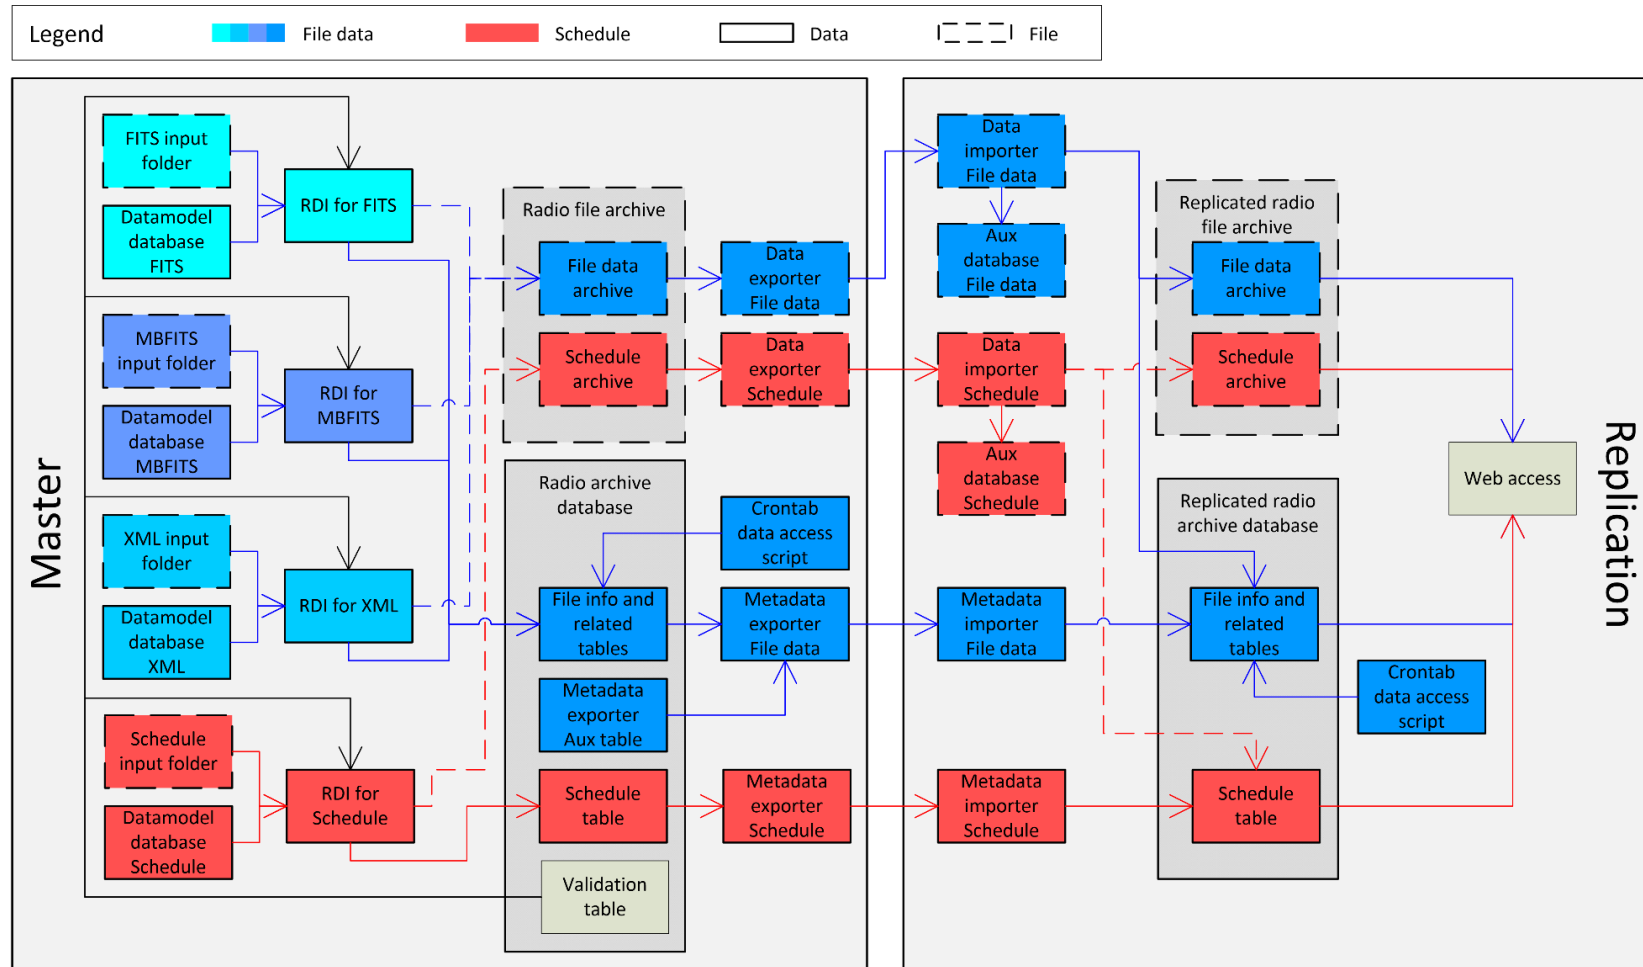 Legend
File data
Schedule
Data
File
Master
FITS input
folder
Datamodel
database
FITS
RDI for FITS
MBFITS
input folder
Datamodel
database
MBFITS
RDI for
MBFITS
XML input
folder
Datamodel
database
XML
RDI for XML
Schedule
input folder
Datamodel
database
Schedule
RDI for
Schedule
Radio file archive
File data
archive
Schedule
archive
Data
exporter
File data
Data
exporter
Schedule
Radio archive
database
Crontab
data access
script
File info and
related
tables
Metadata
exporter
File data
Metadata
exporter
Aux table
Schedule
table
Metadata
exporter
Schedule
Validation
table
Replication
Data
importer
File data
Aux
database
File data
Data
importer
Schedule
Aux
database
Schedule
Metadata
importer
File data
Metadata
importer
Schedule
Replicated radio
file archive
File data
archive
Schedule
archive
Web access
Replicated radio
archive database
File info and
related
tables
Crontab
data access
script
Schedule
table